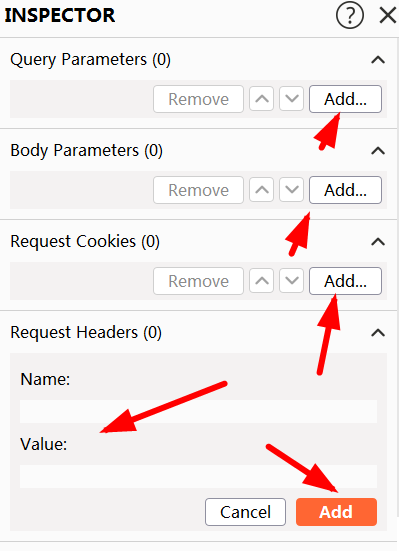 INSPECTOR
Query Parameters (0)
Remove Add...
Body Parameters (0)
Remove Add...
Request Cookies (0)
Remove Add...
Request Headers (0)
Name:
Value:
Cancel Add